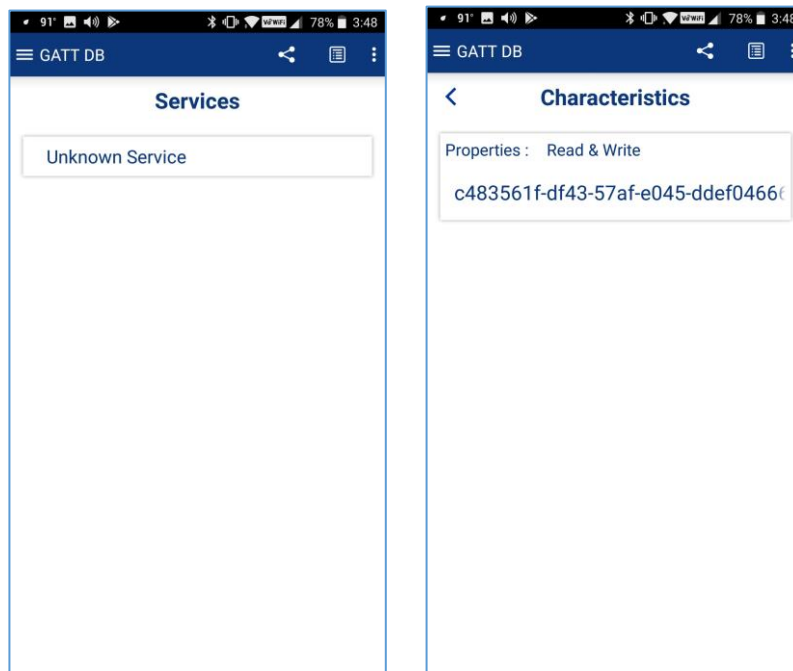 91° 78% 3:48
GATT DB
Services
Unknown Service
91° 78% 3:48
GATT DB
Characteristics
Properties : Read & Write
c483561f-df43-57af-e045-ddef0466